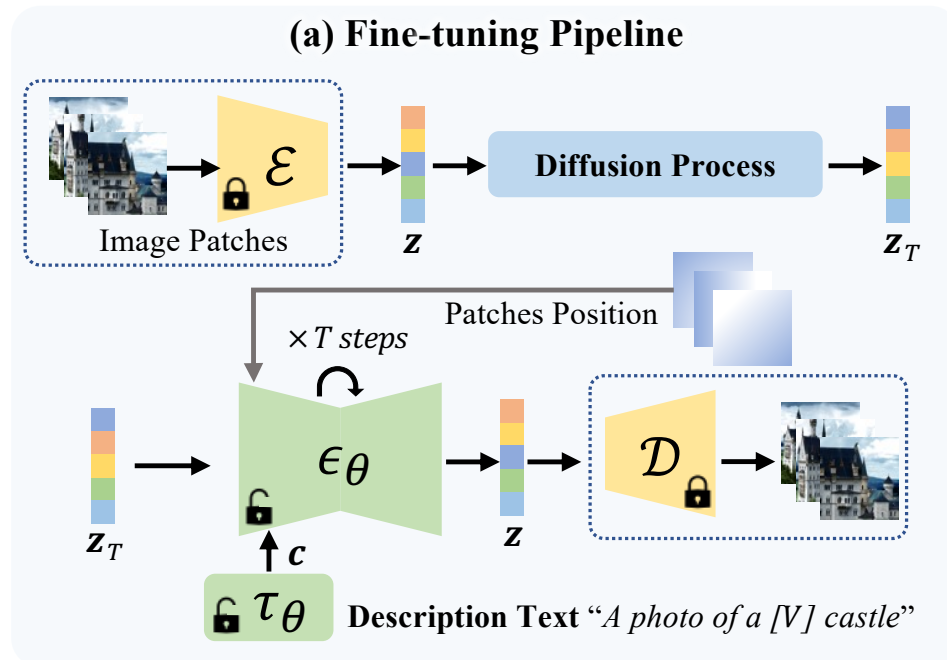 (a) Fine-tuning Pipeline
ℰ
Image Patches
z
Diffusion Process
z_T
Patches Position
× T steps
z_T
ϵ_θ
z
𝒟
c
τ_θ
Description Text “A photo of a [V] castle”